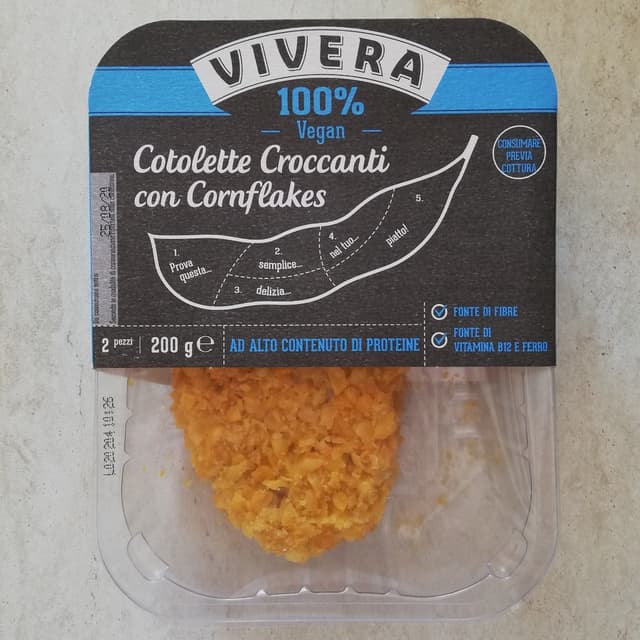 VIVERA
100%
Vegan
Cotolette Croccanti
con Cornflakes
CONSUMARE
PREVIA
COTTURA
25/08/20
1.
Prova
questa...
2.
semplice...
3. delizia...
4.
nel tuo...
5.
piatto!
FONTE DI FIBRE
FONTE DI
VITAMINA B12 E FERRO
2 pezzi 200 g e
AD ALTO CONTENUTO DI PROTEINE